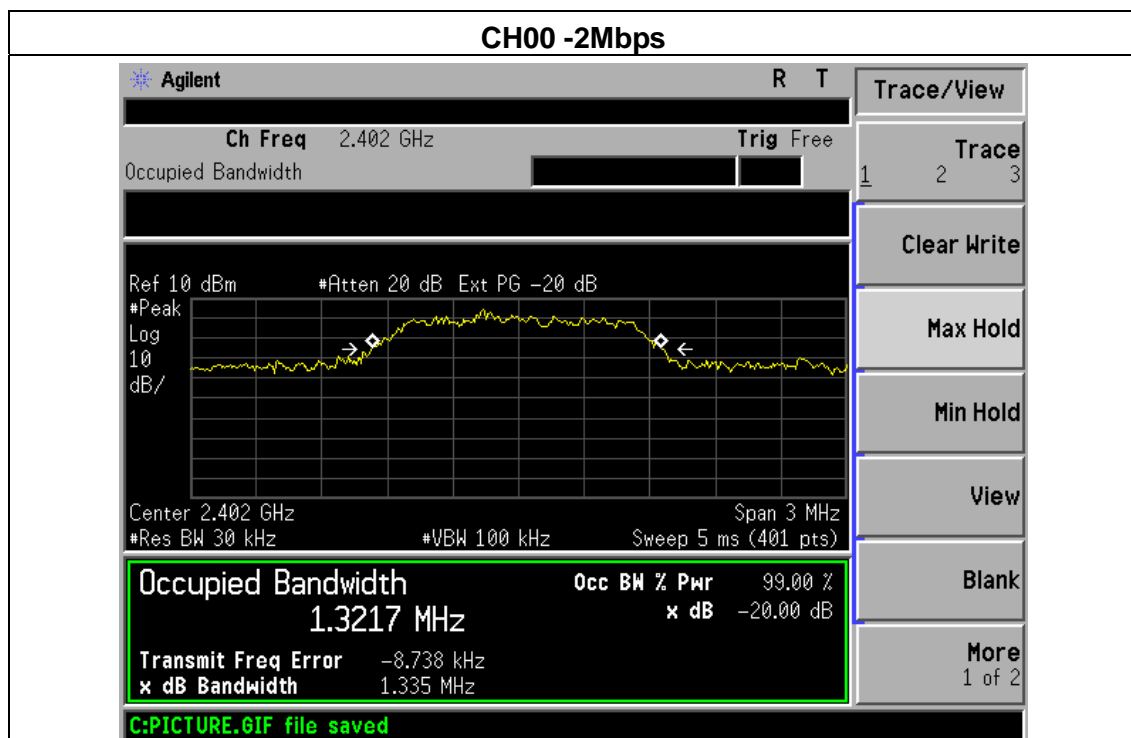 CH00 -2Mbps
Agilent R T
Trace/View
Ch Freq 2.402 GHz Trig Free
Occupied Bandwidth
Trace
1 2 3
Clear Write
Ref 10 dBm #Atten 20 dB Ext PG -20 dB
#Peak
Log
10
dB/
Max Hold
Min Hold
View
Center 2.402 GHz Span 3 MHz
#Res BW 30 kHz #VBW 100 kHz Sweep 5 ms (401 pts)
Occupied Bandwidth Occ BW % Pwr 99.00 %
1.3217 MHz x dB -20.00 dB
Blank
Transmit Freq Error -8.738 kHz
x dB Bandwidth 1.335 MHz
More
1 of 2
C:PICTURE.GIF file saved